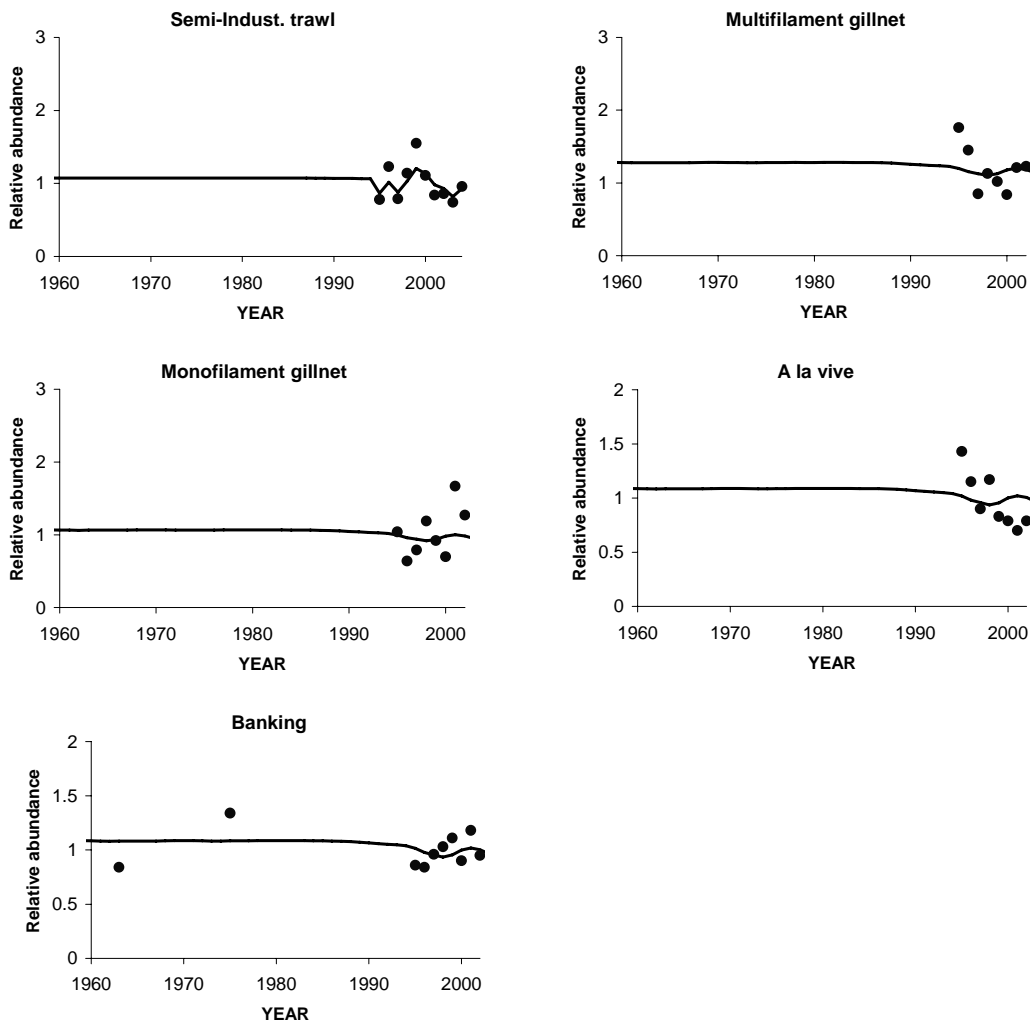 Semi-Indust. trawl
3
2
1
0
Relative abundance
1960 1970 1980 1990 2000
YEAR
Multifilament gillnet
3
2
1
0
Relative abundance
1960 1970 1980 1990 2000
YEAR
Monofilament gillnet
3
2
1
0
Relative abundance
1960 1970 1980 1990 2000
YEAR
A la vive
2
1.5
1
0.5
0
Relative abundance
1960 1970 1980 1990 2000
YEAR
Banking
2
1.5
1
0.5
0
Relative abundance
1960 1970 1980 1990 2000
YEAR